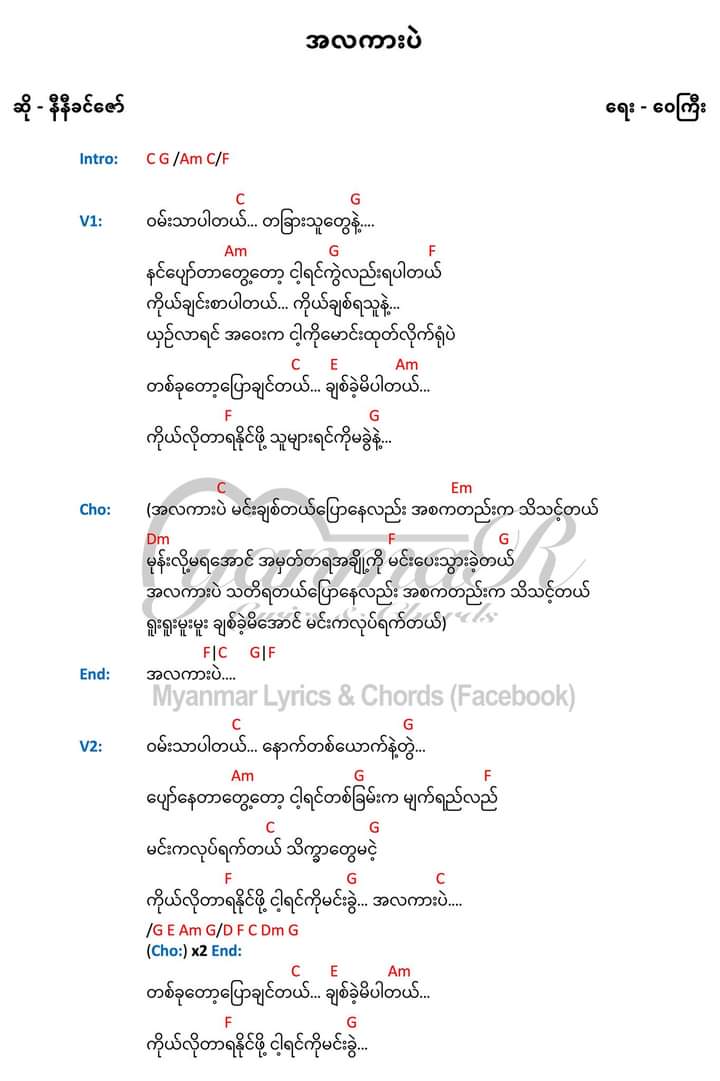 အလကားပဲ
ဆို - နီနီခင်ဇော် ရေး - ဝေကြီး
Intro: C G /Am C/F
C G
V1: ဝမ်းသာပါတယ်... တခြားသူတွေနဲ့....
Am G F
နင်ပျော်တာတွေ့တော့ ငါ့ရင်ကွဲလည်းရပါတယ်
ကိုယ်ချင်းစာပါတယ်... ကိုယ်ချစ်ရသူနဲ့...
ယှဉ်လာရင် အဝေးက ငါ့ကိုမောင်းထုတ်လိုက်ရုံပဲ
C E Am
တစ်ခုတော့ပြောချင်တယ်... ချစ်ခဲ့မိပါတယ်...
F G
ကိုယ်လိုတာရနိုင်ဖို့ သူများရင်ကိုမခွဲနဲ့...
C Em
Cho: (အလကားပဲ မင်းချစ်တယ်ပြောနေလည်း အစကတည်းက သိသင့်တယ်
Dm F G
မုန်းလို့မရအောင် အမှတ်တရအချို့ကို မင်းပေးသွားခဲ့တယ်
အလကားပဲ သတိရတယ်ပြောနေလည်း အစကတည်းက သိသင့်တယ်
ရူးရူးမူးမူး ချစ်ခဲ့မိအောင် မင်းကလုပ်ရက်တယ်)
MyanmaR
Lyrics & Chords
F|C G|F
End: အလကားပဲ....
Myanmar Lyrics & Chords (Facebook)
C G
V2: ဝမ်းသာပါတယ်... နောက်တစ်ယောက်နဲ့တွဲ...
Am G F
ပျော်နေတာတွေ့တော့ ငါ့ရင်တစ်ခြမ်းက မျက်ရည်လည်
C G
မင်းကလုပ်ရက်တယ် သိက္ခာတွေမငဲ့
F G C
ကိုယ်လိုတာရနိုင်ဖို့ ငါ့ရင်ကိုမင်းခွဲ... အလကားပဲ....
/G E Am G/D F C Dm G
(Cho:) x2 End:
C E Am
တစ်ခုတော့ပြောချင်တယ်... ချစ်ခဲ့မိပါတယ်...
F G
ကိုယ်လိုတာရနိုင်ဖို့ ငါ့ရင်ကိုမင်းခွဲ...